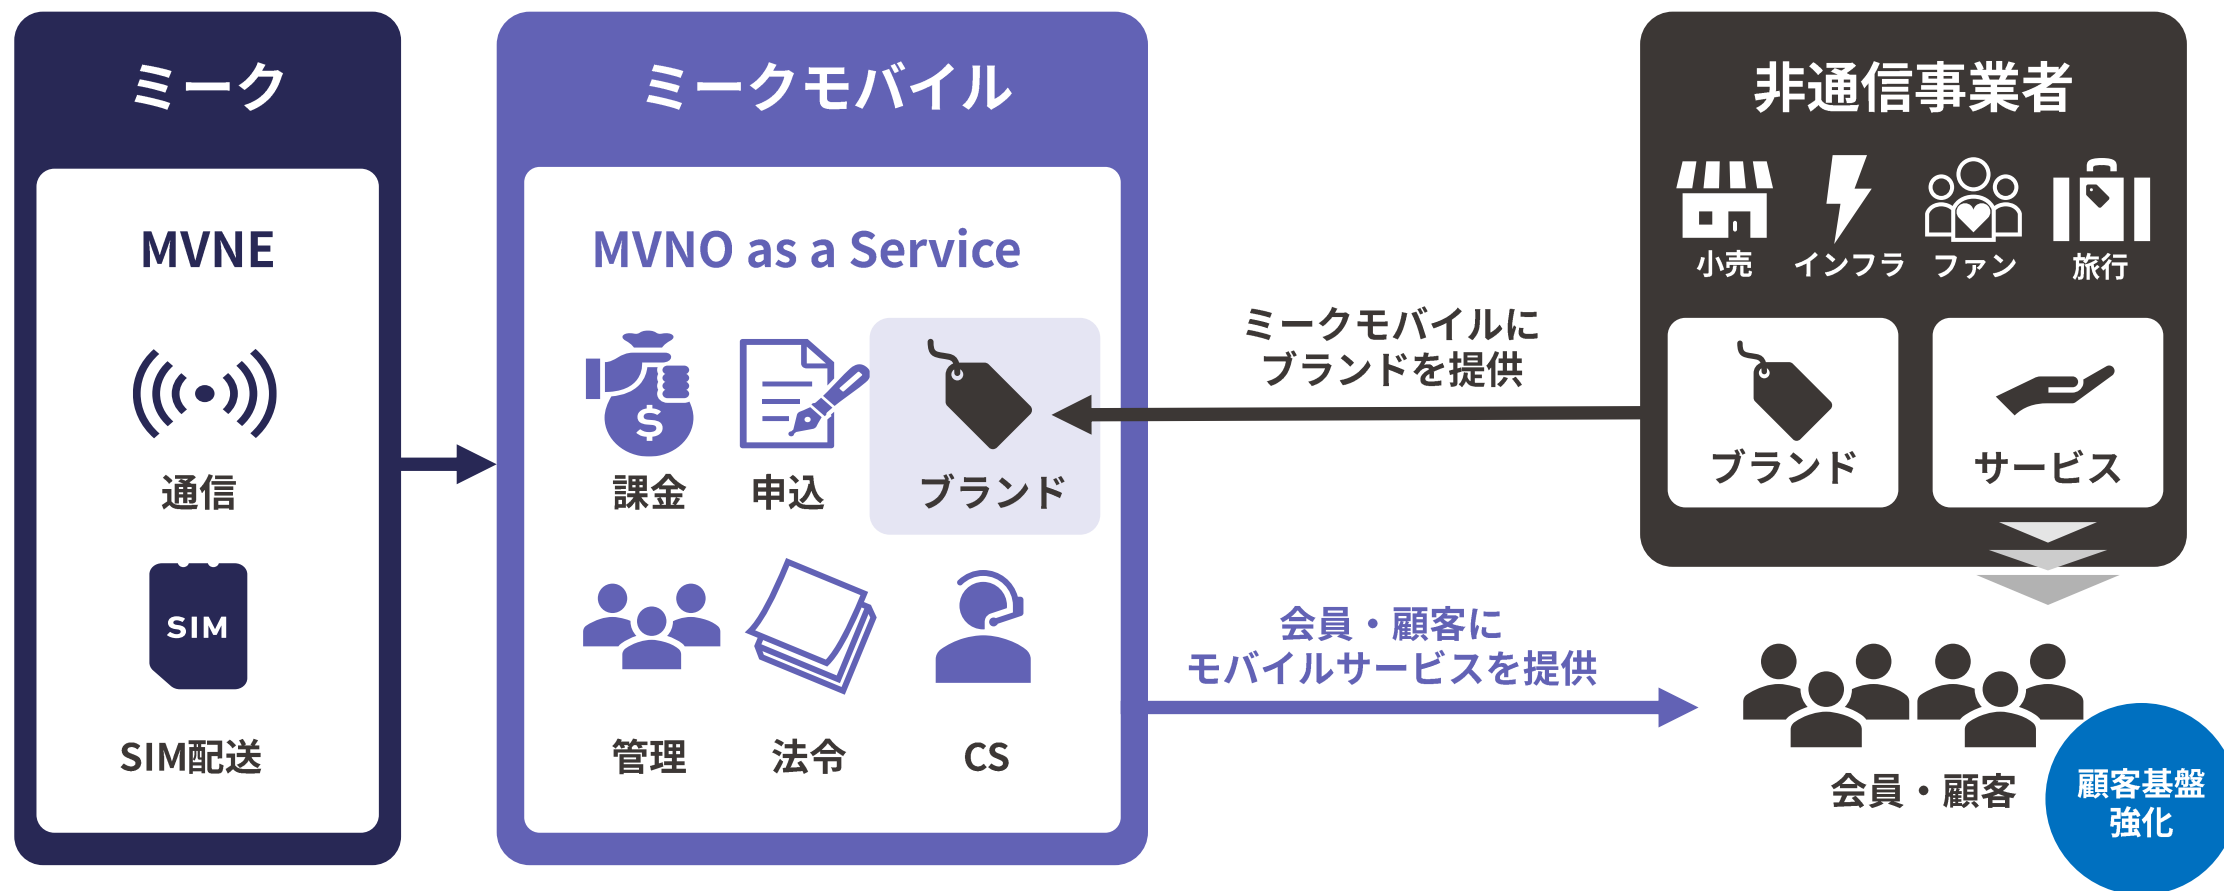 ミーク
MVNE
通信
SIM
SIM配送
ミークモバイル
MVNO as a Service
$
課金
申込
ブランド
管理
法令
CS
ミークモバイルに
ブランドを提供
会員・顧客に
モバイルサービスを提供
非通信事業者
小売
インフラ
ファン
旅行
ブランド
サービス
会員・顧客
顧客基盤
強化